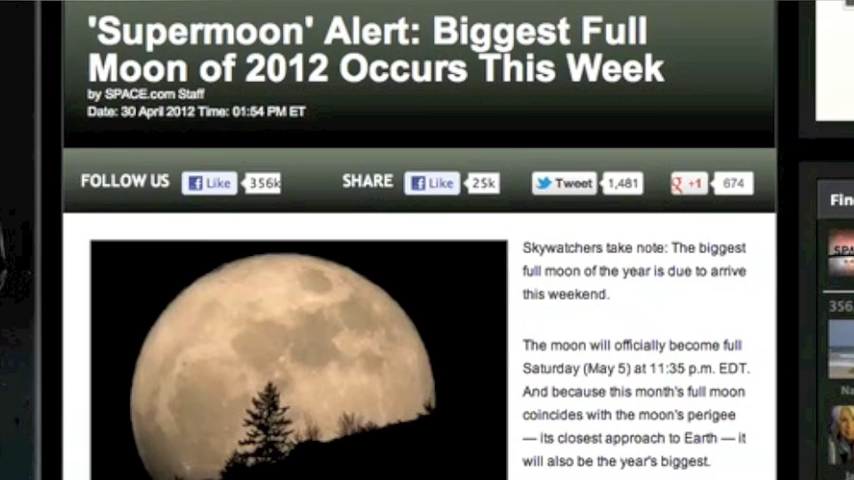 'Supermoon' Alert: Biggest Full
Moon of 2012 Occurs This Week
by SPACE.com Staff
Date: 30 April 2012 Time: 01:54 PM ET
FOLLOW US Like 356k SHARE Like 25k Tweet 1,481 +1 674
Skywatchers take note: The biggest
full moon of the year is due to arrive
this weekend.
The moon will officially become full
Saturday (May 5) at 11:35 p.m. EDT.
And because this month's full moon
coincides with the moon's perigee
— its closest approach to Earth — it
will also be the year's biggest.
Fin
356,
Na